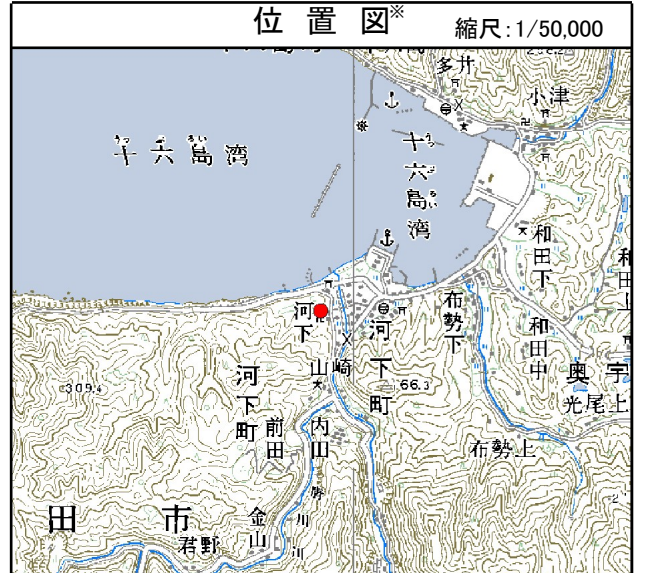 位置図※
縮尺:1/50,000
多井
小津
十六島湾
十六島湾
和田下
和田上
河下
河下町
布勢下
和田中
奥宇
光尾上
山崎
66.3
309.4
河下町
前田
内山
布勢上
田市
金山
君野